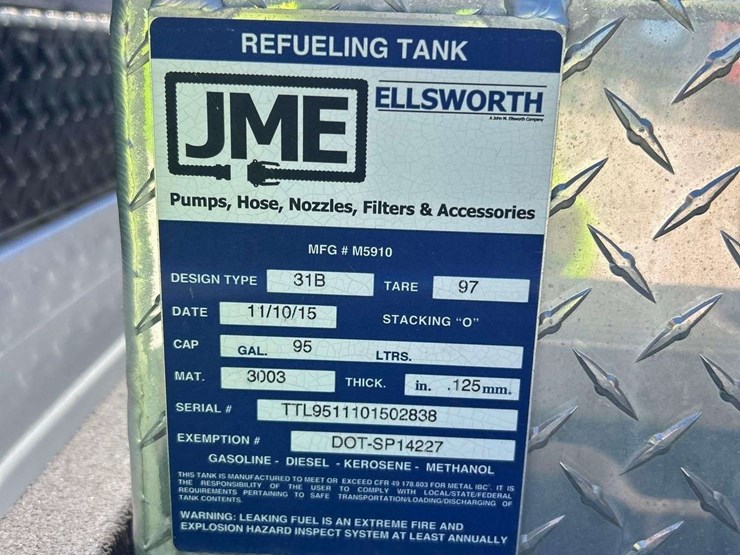 REFUELING TANK
JME
ELLSWORTH
A John M. Ellsworth Company
Pumps, Hose, Nozzles, Filters & Accessories
MFG # M5910
DESIGN TYPE 31B TARE 97
DATE 11/10/15 STACKING “O”
CAP GAL. 95 LTRS.
MAT. 3003 THICK. in. .125 mm.
SERIAL # TTL9511101502838
EXEMPTION # DOT-SP14227
GASOLINE - DIESEL - KEROSENE - METHANOL
THIS TANK IS MANUFACTURED TO MEET OR EXCEED CFR 49 178.803 FOR METAL IBC'. IT IS
THE RESPONSIBILITY OF THE USER TO COMPLY WITH LOCAL/STATE/FEDERAL
REQUIREMENTS PERTAINING TO SAFE TRANSPORTATION/LOADING/DISCHARGING OF
TANK CONTENTS.
WARNING: LEAKING FUEL IS AN EXTREME FIRE AND
EXPLOSION HAZARD INSPECT SYSTEM AT LEAST ANNUALLY